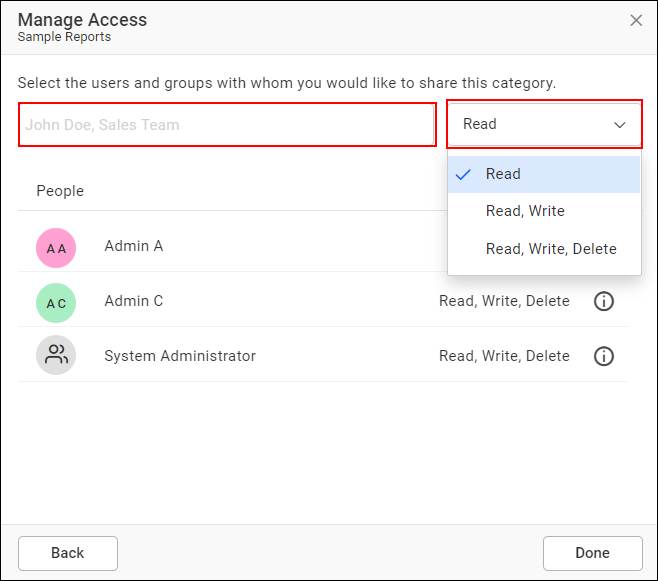 Manage Access
Sample Reports
Select the users and groups with whom you would like to share this category.
John Doe, Sales Team
Read
Read
Read, Write
Read, Write, Delete
People
AA Admin A
AC Admin C Read, Write, Delete
System Administrator Read, Write, Delete
Back Done